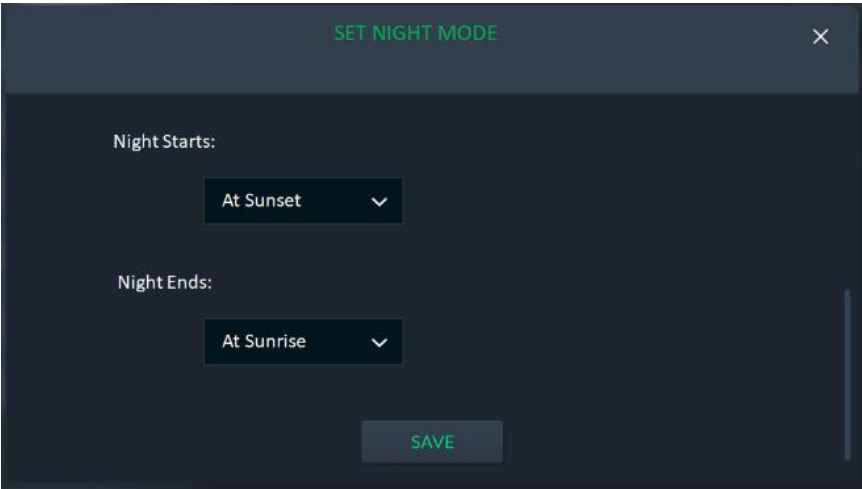 SET NIGHT MODE
Night Starts:
At Sunset
Night Ends:
At Sunrise
SAVE